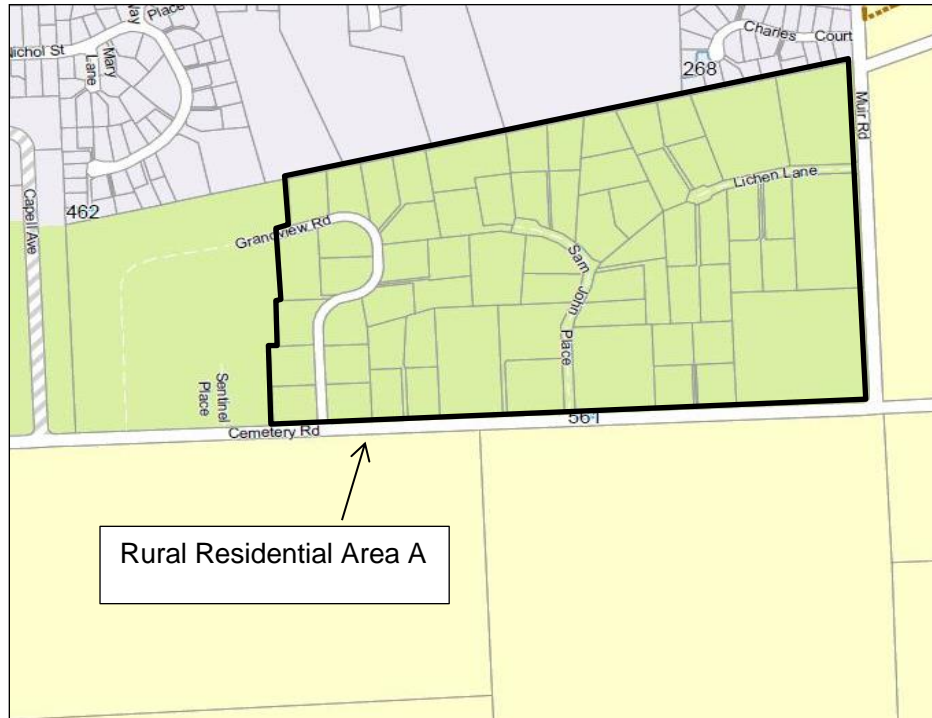 Place
Way
Nichol St
Mary
Lane
Charles Court
268
Muir Rd
Lichen Lane
462
Capell Ave
Grandview Rd
Sam
John
Place
Sentinel
Place
Cemetery Rd
Rural Residential Area A